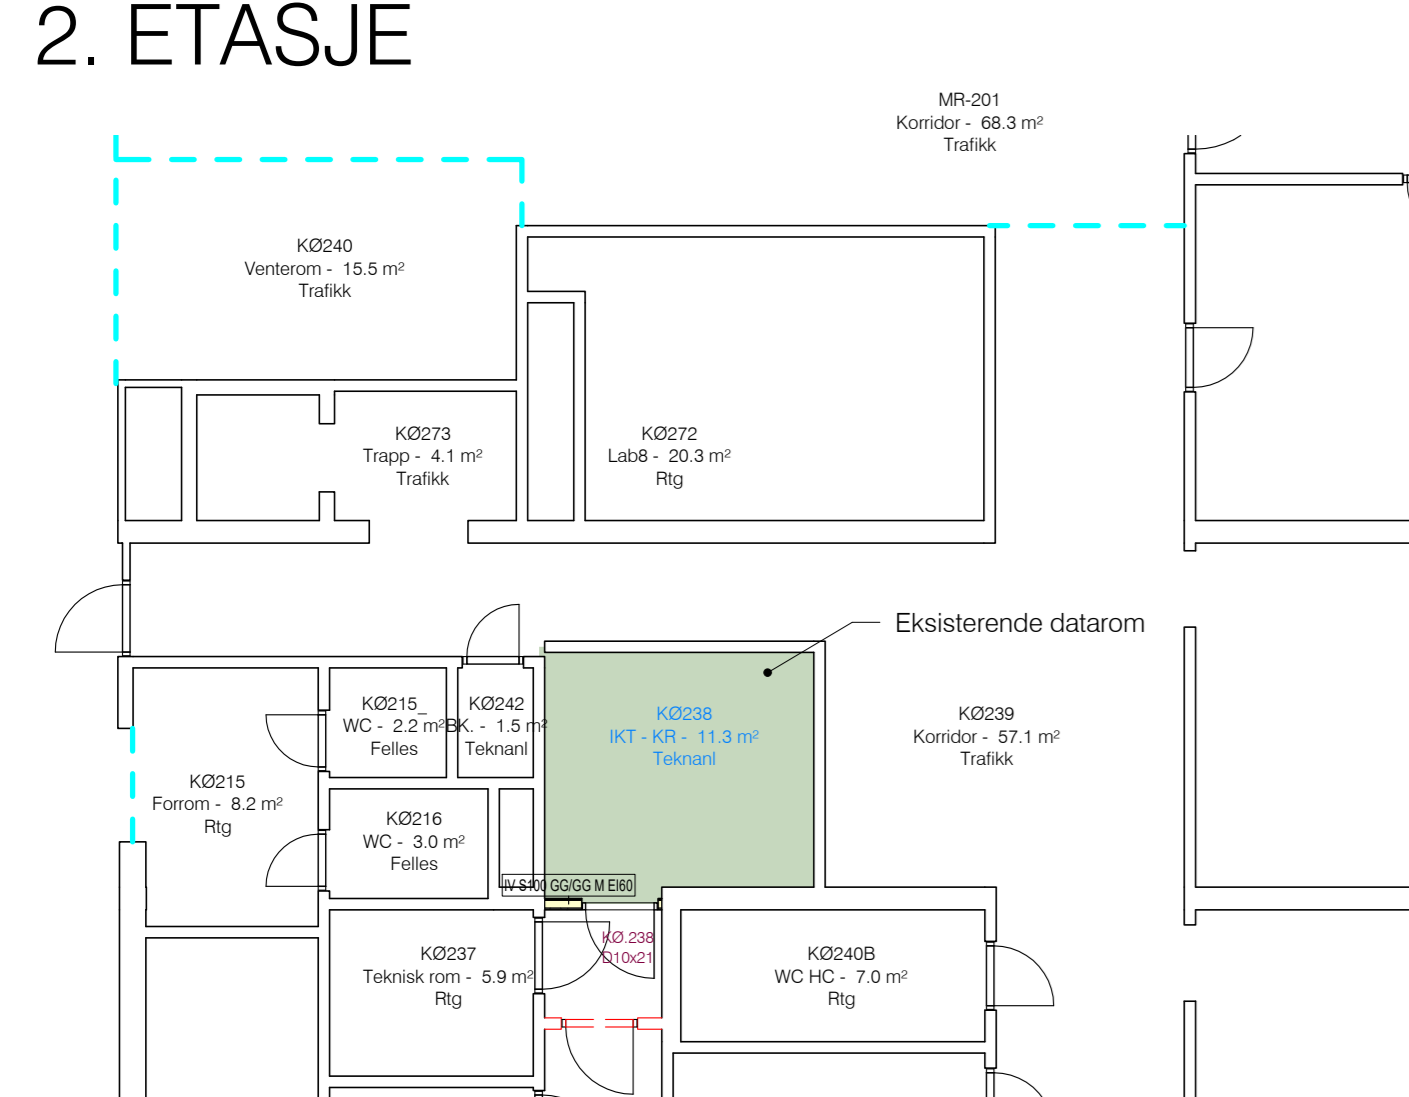 2. ETASJE
MR-201
Korridor - 68.3 m²
Trafikk
KØ240
Venterom - 15.5 m²
Trafikk
KØ273
Trapp - 4.1 m²
Trafikk
KØ272
Lab8 - 20.3 m²
Rtg
Eksisterende datarom
KØ215_
WC - 2.2 m²
Felles
KØ242
BK. - 1.5 m²
Teknanl
KØ238
IKT - KR - 11.3 m²
Teknanl
KØ239
Korridor - 57.1 m²
Trafikk
KØ215
Forrom - 8.2 m²
Rtg
KØ216
WC - 3.0 m²
Felles
IV S100 GG/GG M EI60
KØ.238
D10x21
KØ237
Teknisk rom - 5.9 m²
Rtg
KØ240B
WC HC - 7.0 m²
Rtg